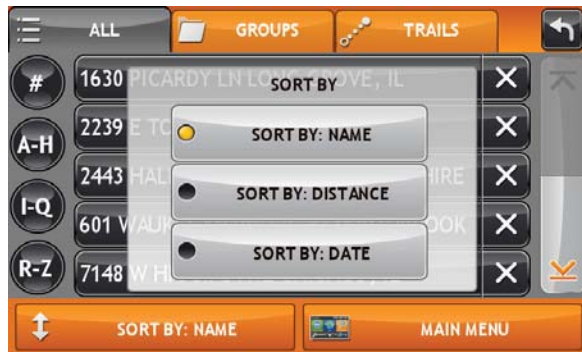 ALL
GROUPS
TRAILS
#
A-H
I-Q
R-Z
1630 PICARDY LN LONG GROVE, IL
2239 E TO
2443 HAL HIRE
601 WAUK OOK
7148 W H
SORT BY
SORT BY: NAME
SORT BY: DISTANCE
SORT BY: DATE
SORT BY: NAME
MAIN MENU